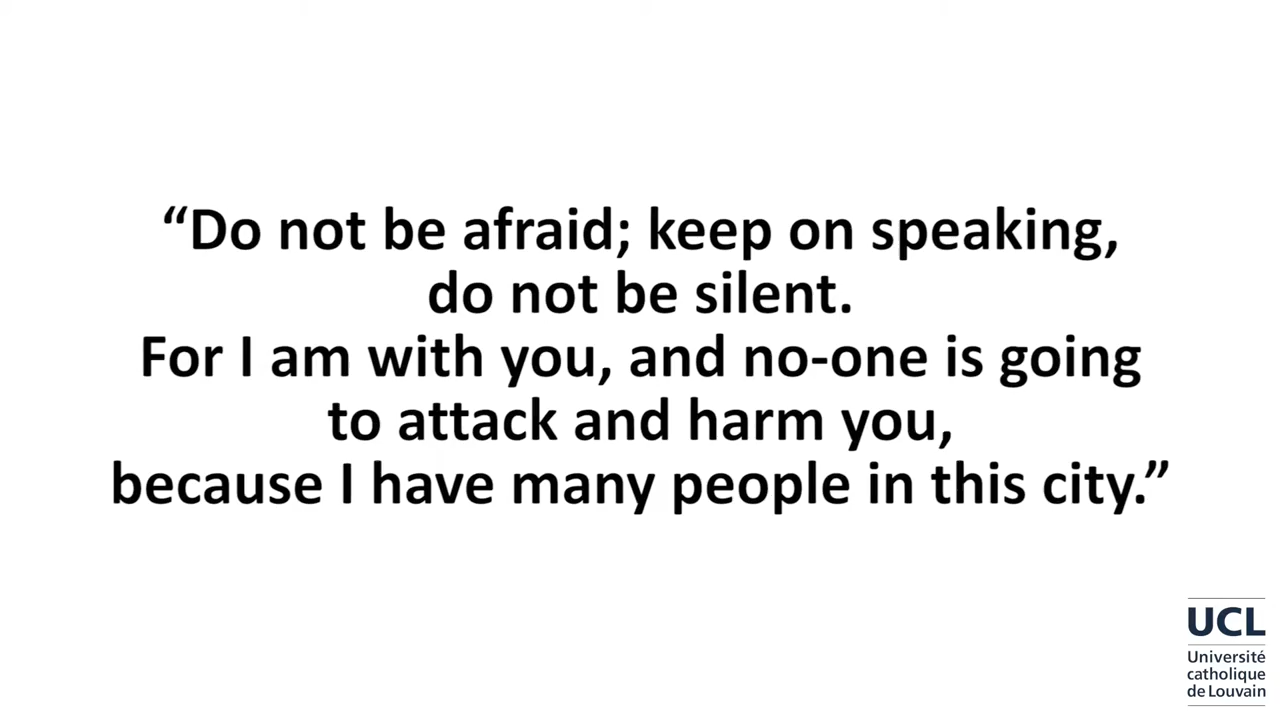 “Do not be afraid; keep on speaking,
do not be silent.
For I am with you, and no-one is going
to attack and harm you,
because I have many people in this city.”
UCL
Université
catholique
de Louvain